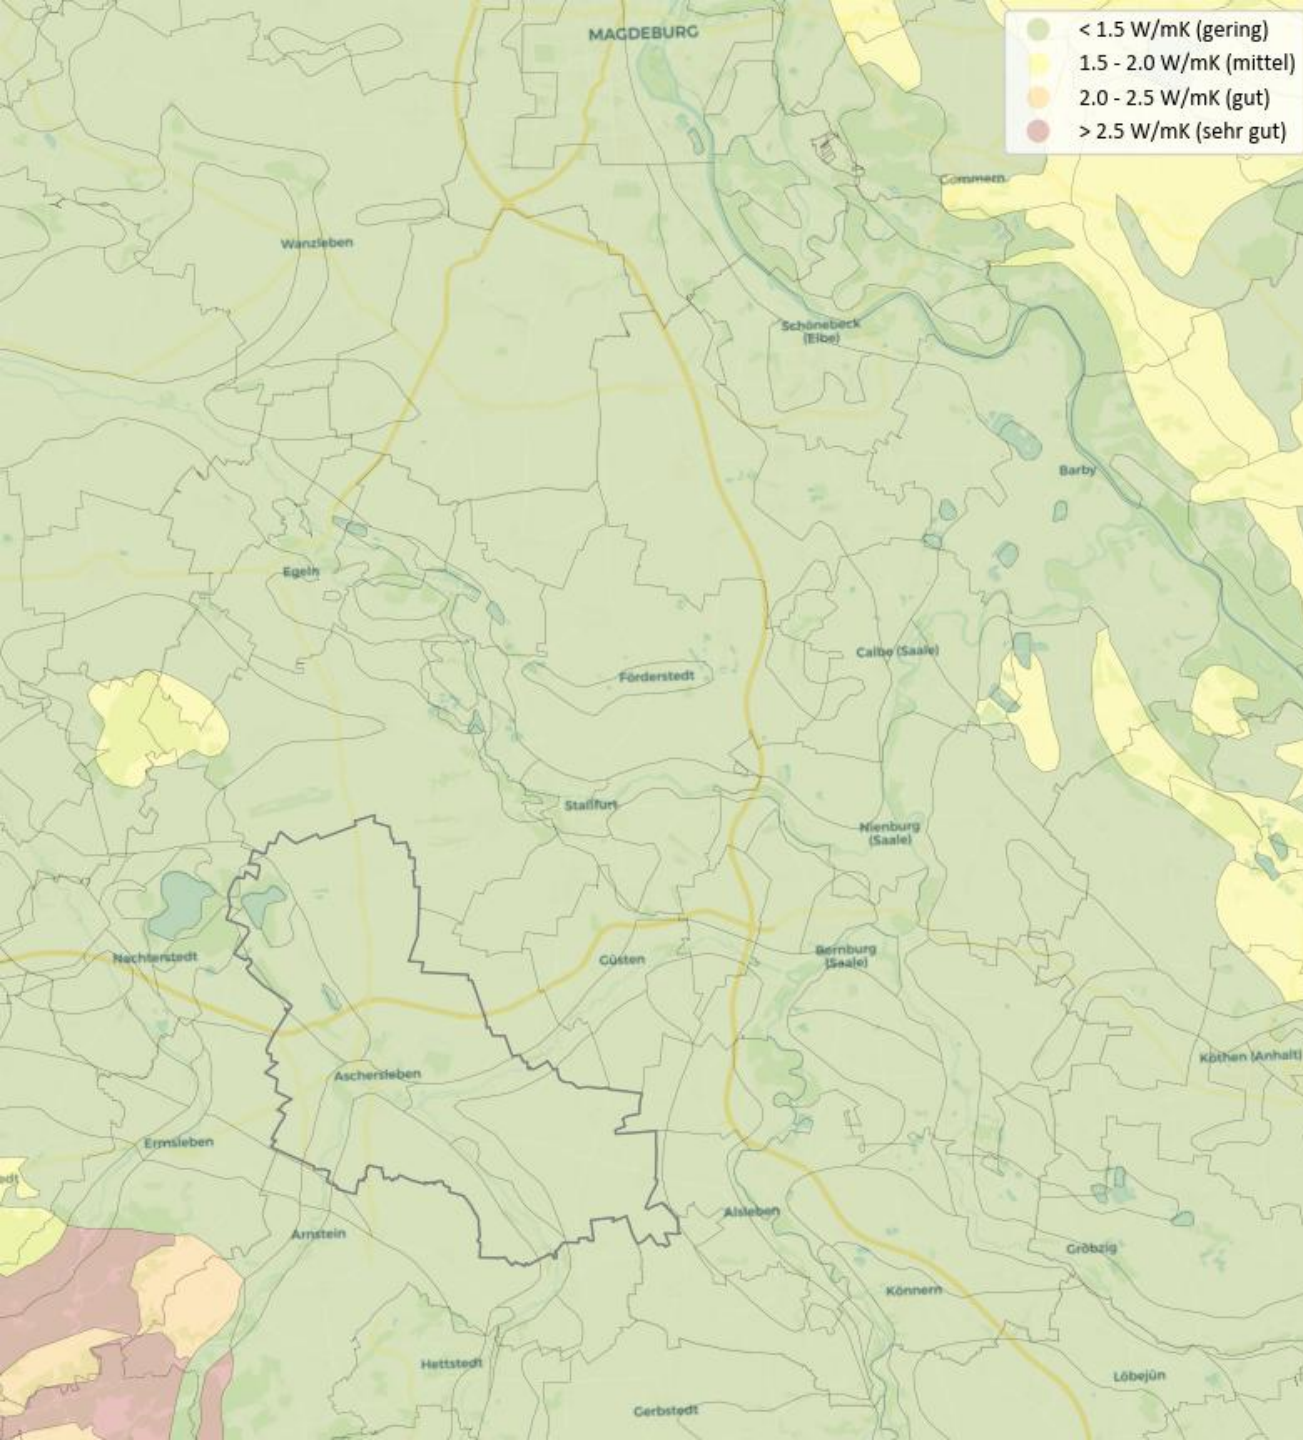 MAGDEBURG
< 1.5 W/mK (gering)
1.5 - 2.0 W/mK (mittel)
2.0 - 2.5 W/mK (gut)
> 2.5 W/mK (sehr gut)
Gommern
Wanzleben
Schönebeck
(Elbe)
Barby
Egeln
Calbe (Saale)
Förderstedt
Staßfurt
Nienburg
(Saale)
Nachterstedt
Güsten
Bernburg
(Saale)
Köthen (Anhalt)
Aschersleben
Ermsleben
edt
Alsleben
Arnstein
Gröbzig
Könnern
Hettstedt
Löbejün
Gerbstedt